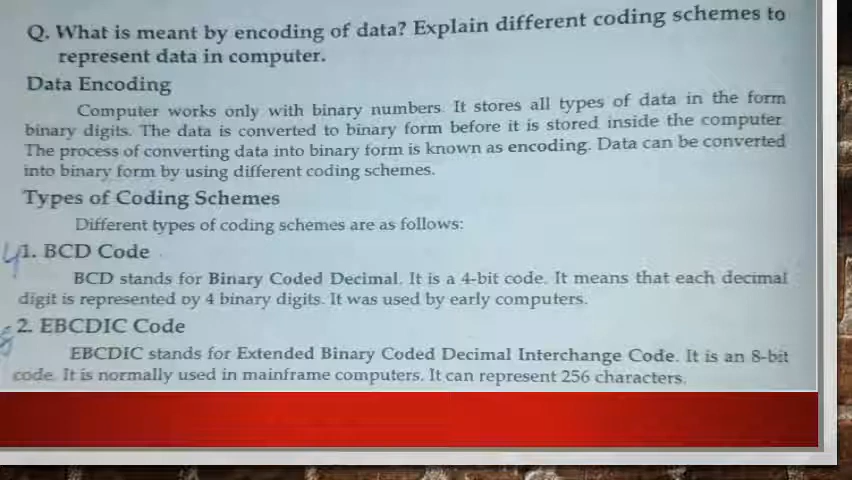 Q. What is meant by encoding of data? Explain different coding schemes to
represent data in computer.
Data Encoding
Computer works only with binary numbers. It stores all types of data in the form
binary digits. The data is converted to binary form before it is stored inside the computer
The process of converting data into binary form is known as encoding. Data can be converted
into binary form by using different coding schemes.
Types of Coding Schemes
Different types of coding schemes are as follows:
1. BCD Code
BCD stands for Binary Coded Decimal. It is a 4-bit code. It means that each decimal
digit is represented by 4 binary digits. It was used by early computers.
2. EBCDIC Code
EBCDIC stands for Extended Binary Coded Decimal Interchange Code. It is an 8-bit
code. It is normally used in mainframe computers. It can represent 256 characters.